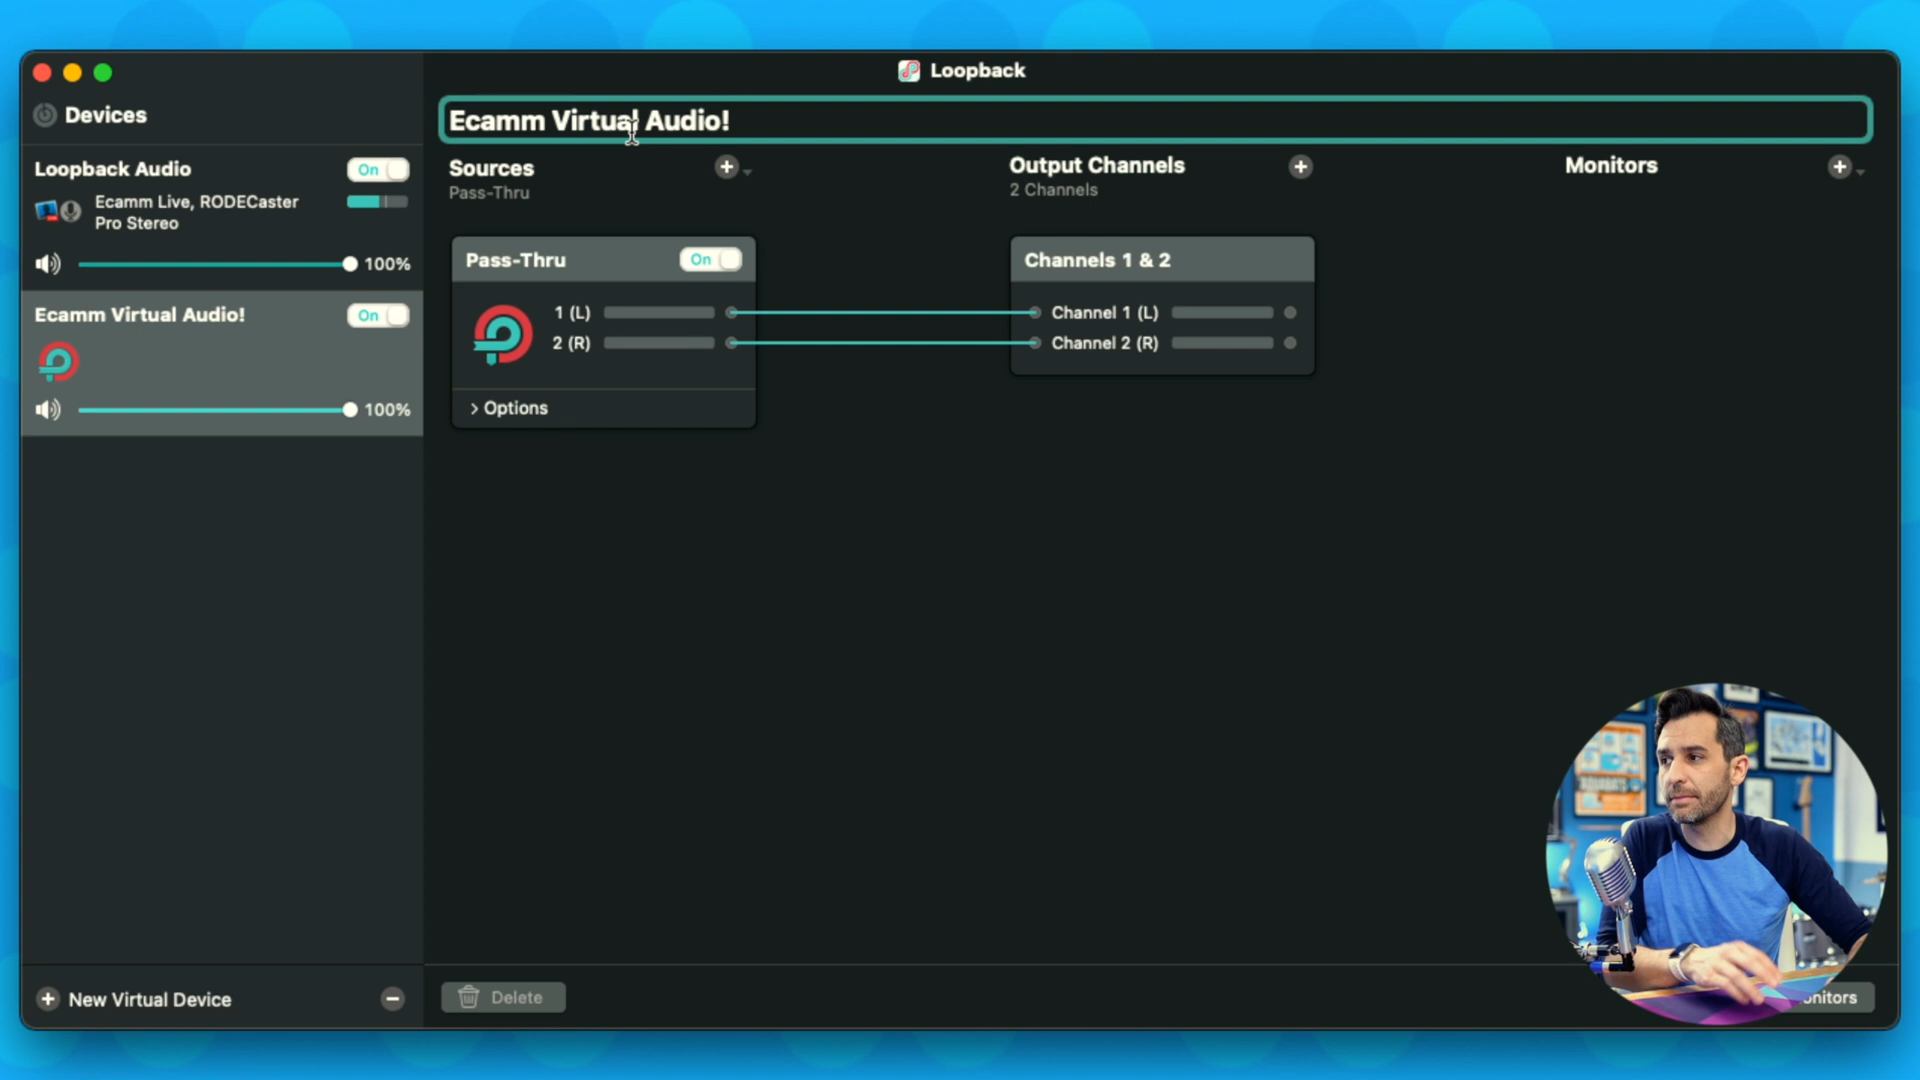 Loopback
Devices
Loopback Audio
On
Ecamm Live, RODECaster
Pro Stereo
100%
Ecamm Virtual Audio!
On
100%
New Virtual Device
Ecamm Virtual Audio!
Sources
Pass-Thru
Pass-Thru
On
1 (L)
2 (R)
Options
Output Channels
2 Channels
Channels 1 & 2
Channel 1 (L)
Channel 2 (R)
Monitors
Delete
onitors